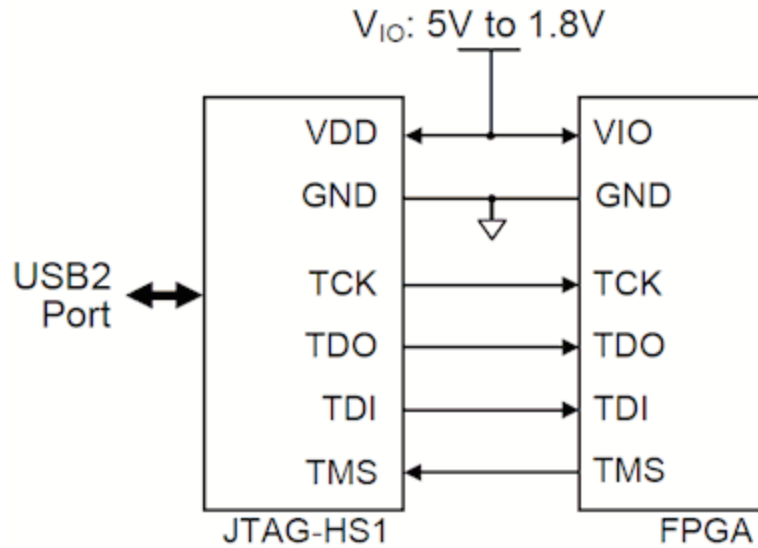 V_IO: 5V to 1.8V
VDD VIO
GND GND
USB2
Port
TCK TCK
TDO TDO
TDI TDI
TMS TMS
JTAG-HS1 FPGA